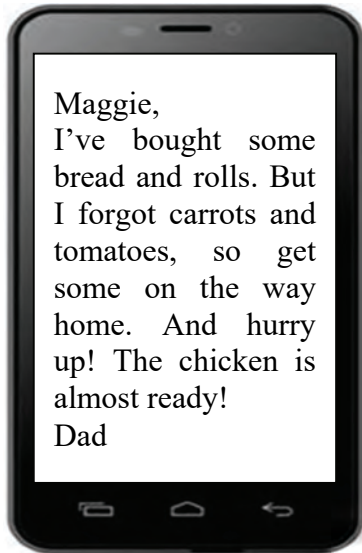 Maggie,
I’ve bought some
bread and rolls. But
I forgot carrots and
tomatoes, so get
some on the way
home. And hurry
up! The chicken is
almost ready!
Dad